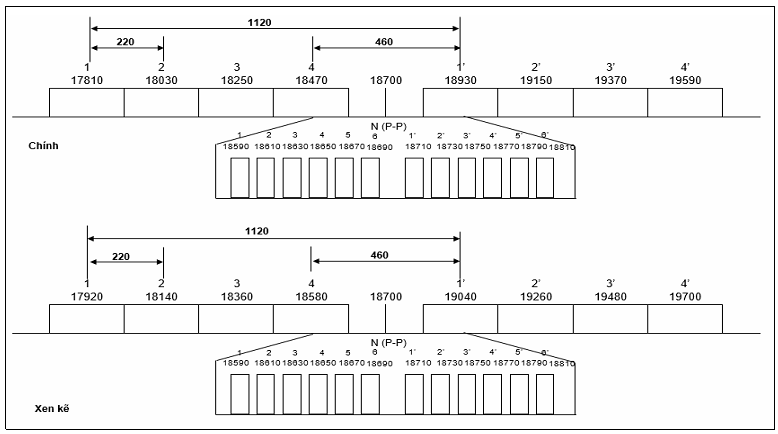 1120
220 460
1 2 3 4 1' 2' 3' 4'
17810 18030 18250 18470 18700 18930 19150 19370 19590
N (P-P)
1 2 3 4 5 6 1' 2' 3' 4' 5' 6'
18590 18610 18630 18650 18670 18690 18710 18730 18750 18770 18790 18810
Chính
1120
220 460
1 2 3 4 1' 2' 3' 4'
17920 18140 18360 18580 18700 19040 19260 19480 19700
N (P-P)
1 2 3 4 5 6 1' 2' 3' 4' 5' 6'
18590 18610 18630 18650 18670 18690 18710 18730 18750 18770 18790 18810
Xen kẽ